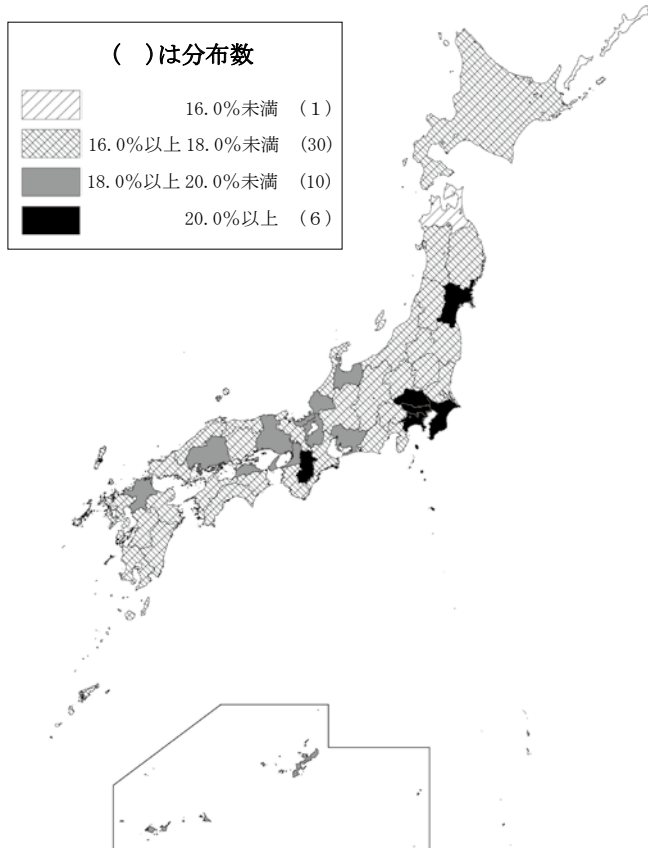 (　)は分布数
16.0％未満　（1）
16.0％以上 18.0％未満　(30)
18.0％以上 20.0％未満　(10)
20.0％以上　（6）